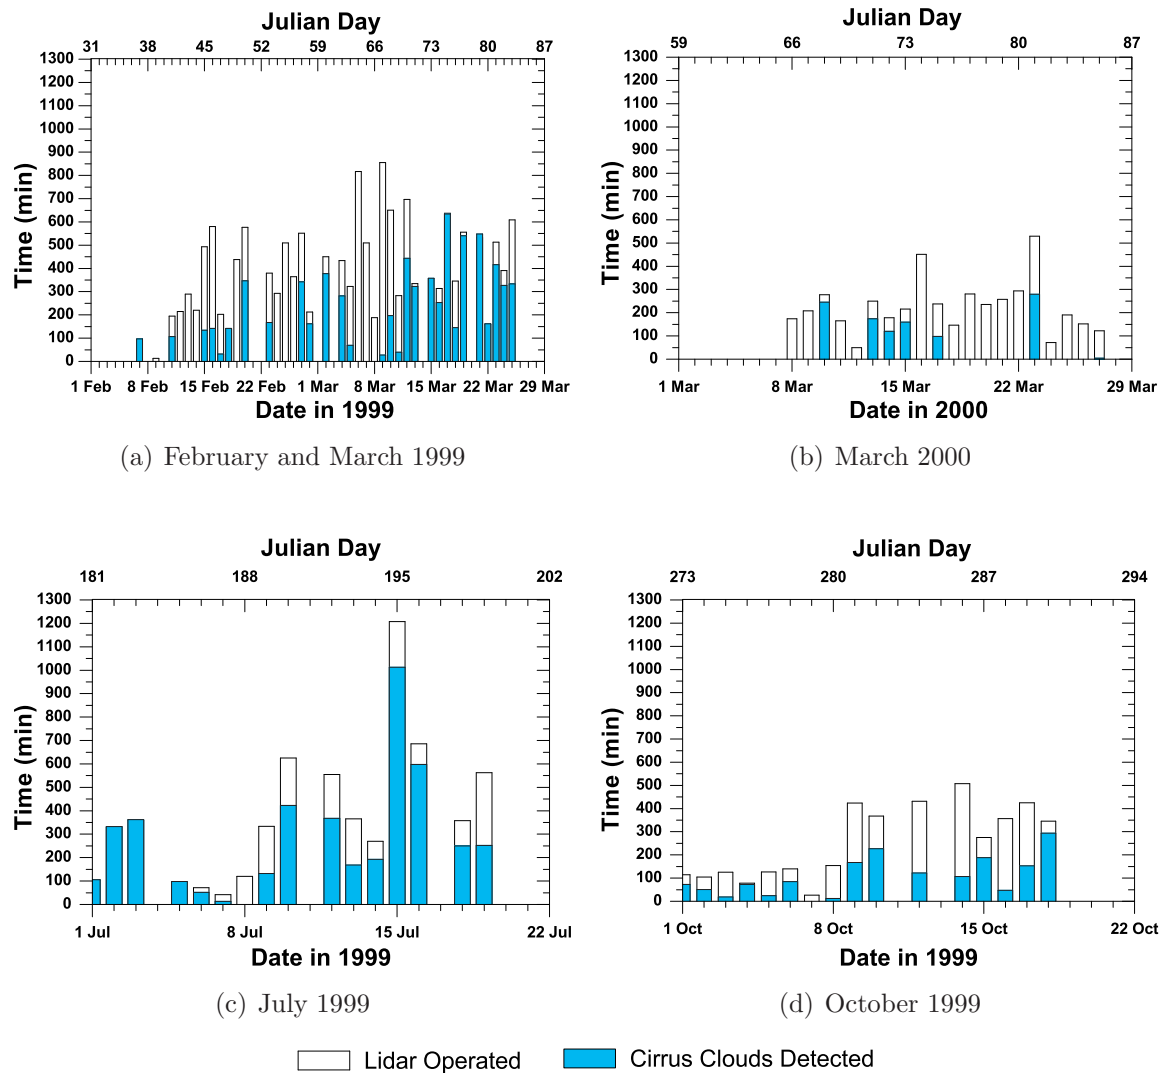 Julian Day
31 38 45 52 59 66 73 80 87
1300
1200
1100
1000
900
800
700
600
500
400
300
200
100
0
Time (min)
1 Feb 8 Feb 15 Feb 22 Feb 1 Mar 8 Mar 15 Mar 22 Mar 29 Mar
Date in 1999
(a) February and March 1999
Julian Day
59 66 73 80 87
1300
1200
1100
1000
900
800
700
600
500
400
300
200
100
0
Time (min)
1 Mar 8 Mar 15 Mar 22 Mar 29 Mar
Date in 2000
(b) March 2000
Julian Day
181 188 195 202
1300
1200
1100
1000
900
800
700
600
500
400
300
200
100
0
Time (min)
1 Jul 8 Jul 15 Jul 22 Jul
Date in 1999
(c) July 1999
Julian Day
273 280 287 294
1300
1200
1100
1000
900
800
700
600
500
400
300
200
100
0
Time (min)
1 Oct 8 Oct 15 Oct 22 Oct
Date in 1999
(d) October 1999
Lidar Operated Cirrus Clouds Detected